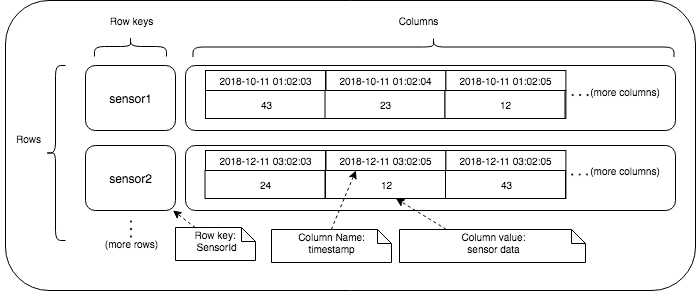 Row keys
Columns
Rows
sensor1
2018-10-11 01:02:03 2018-10-11 01:02:04 2018-10-11 01:02:05
43 23 12
...(more columns)
sensor2
2018-12-11 03:02:03 2018-12-11 03:02:05 2018-12-11 03:02:05
24 12 43
...(more columns)
(more rows)
Row key:
SensorId
Column Name:
timestamp
Column value:
sensor data